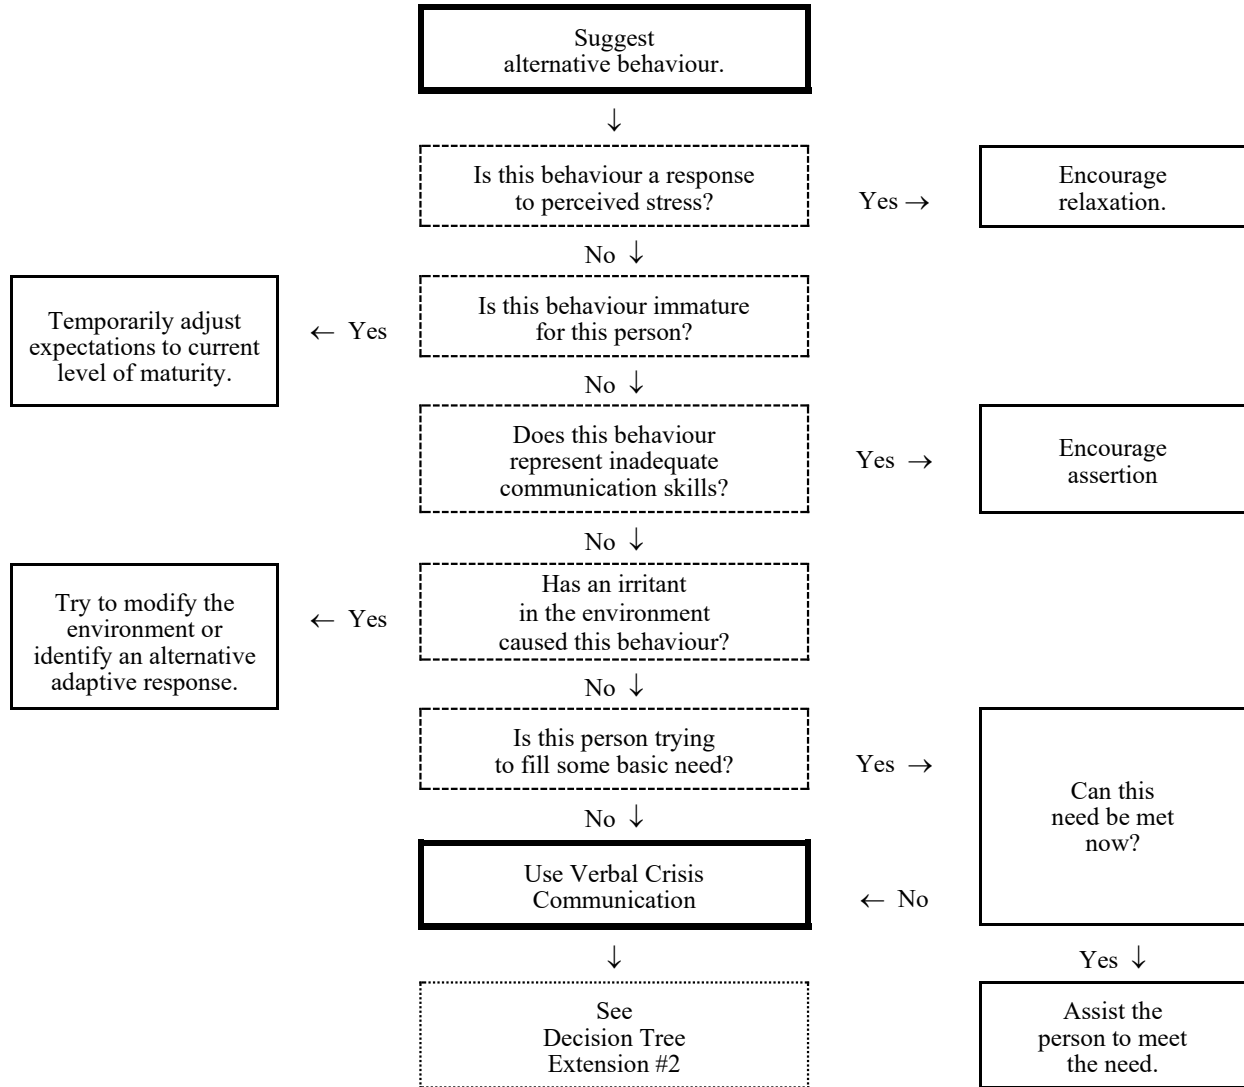 Suggest
alternative behaviour.
↓
Is this behaviour a response
to perceived stress?
Yes →
Encourage
relaxation.
No ↓
Is this behaviour immature
for this person?
← Yes
Temporarily adjust
expectations to current
level of maturity.
No ↓
Does this behaviour
represent inadequate
communication skills?
Yes →
Encourage
assertion
No ↓
Has an irritant
in the environment
caused this behaviour?
← Yes
Try to modify the
environment or
identify an alternative
adaptive response.
No ↓
Is this person trying
to fill some basic need?
Yes →
Can this
need be met
now?
No ↓
← No
Use Verbal Crisis
Communication
↓
Yes ↓
See
Decision Tree
Extension #2
Assist the
person to meet
the need.